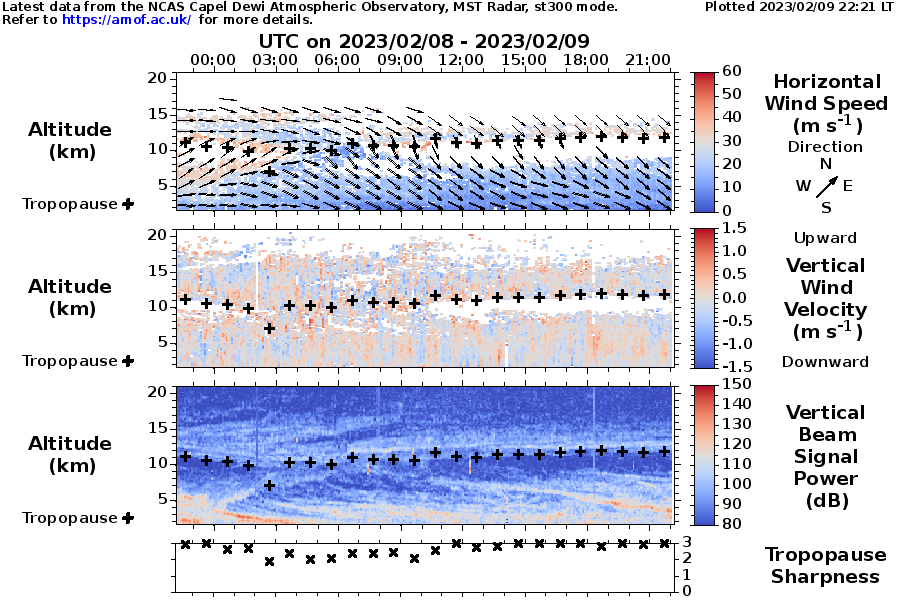 Latest data from the NCAS Capel Dewi Atmospheric Observatory, MST Radar, st300 mode.
Plotted 2023/02/09 22:21 LT
Refer to https://amof.ac.uk/ for more details.
UTC on 2023/02/08 - 2023/02/09
00:00 03:00 06:00 09:00 12:00 15:00 18:00 21:00
20
15
10
5
Altitude
(km)
Tropopause
60
50
40
30
20
10
0
Horizontal
Wind Speed
(m s⁻¹)
Direction
N
W E
S
20
15
10
5
Altitude
(km)
Tropopause
1.5
1.0
0.5
0.0
-0.5
-1.0
-1.5
Upward
Vertical
Wind
Velocity
(m s⁻¹)
Downward
20
15
10
5
Altitude
(km)
Tropopause
150
140
130
120
110
100
90
80
Vertical
Beam
Signal
Power
(dB)
3
2
1
0
Tropopause
Sharpness